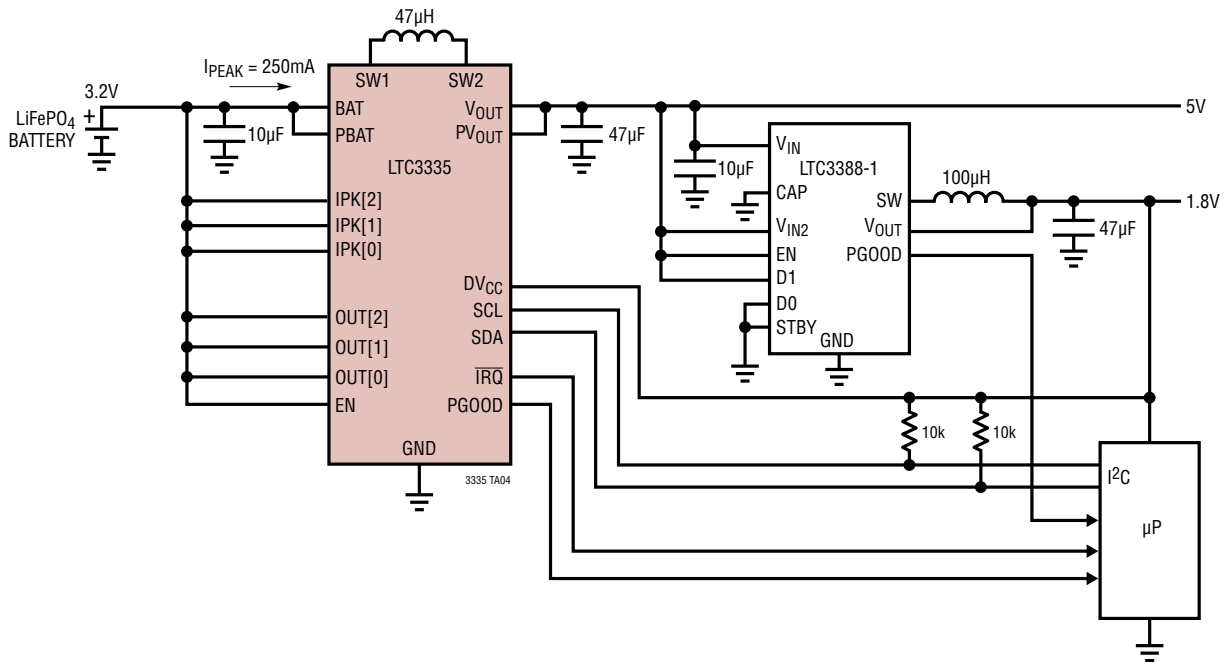 47µH
IPEAK = 250mA
3.2V
LiFePO4
BATTERY
+
10µF
SW1
SW2
BAT
PBAT
VOUT
PVOUT
LTC3335
IPK[2]
IPK[1]
IPK[0]
OUT[2]
OUT[1]
OUT[0]
EN
DVCC
SCL
SDA
IRQ
PGOOD
GND
3335 TA04
47µF
5V
10µF
VIN
LTC3388-1
CAP
VIN2
EN
D1
D0
STBY
GND
SW
VOUT
PGOOD
100µH
1.8V
47µF
10k
10k
I2C
µP